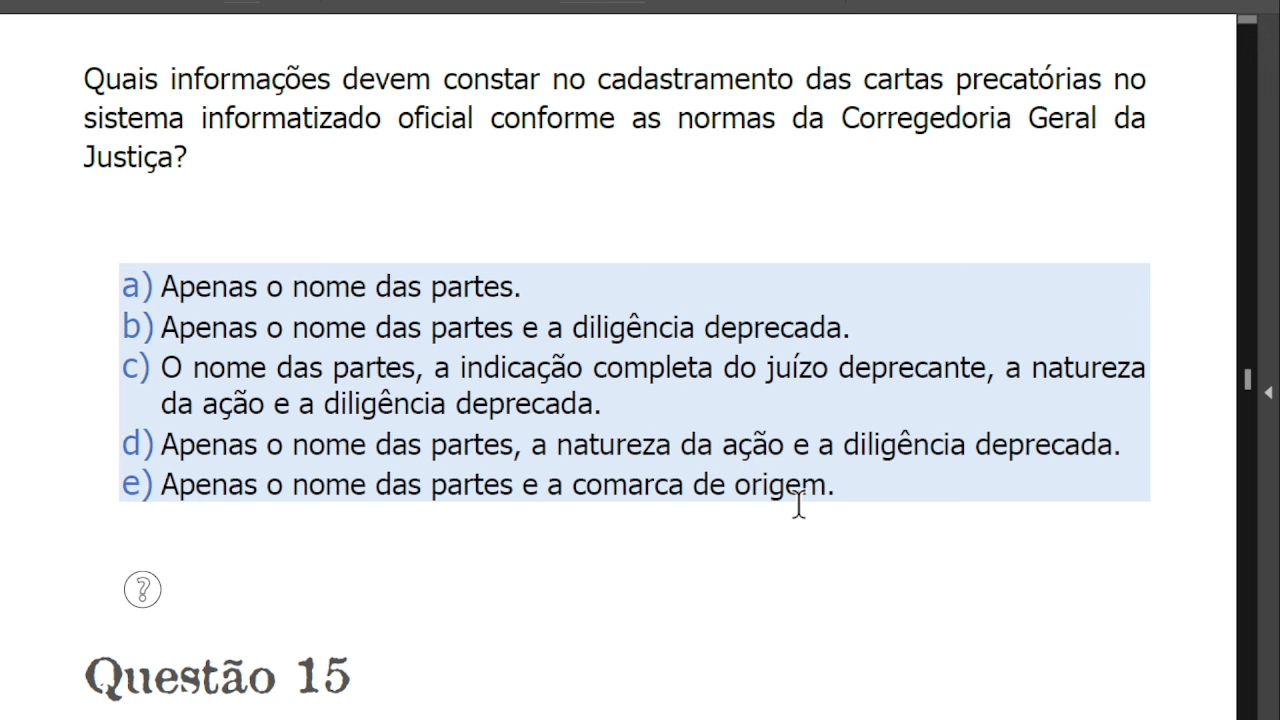 Quais informações devem constar no cadastramento das cartas precatórias no
sistema informatizado oficial conforme as normas da Corregedoria Geral da
Justiça?
a) Apenas o nome das partes.
b) Apenas o nome das partes e a diligência deprecada.
c) O nome das partes, a indicação completa do juízo deprecante, a natureza
da ação e a diligência deprecada.
d) Apenas o nome das partes, a natureza da ação e a diligência deprecada.
e) Apenas o nome das partes e a comarca de origem.
?
Questão 15